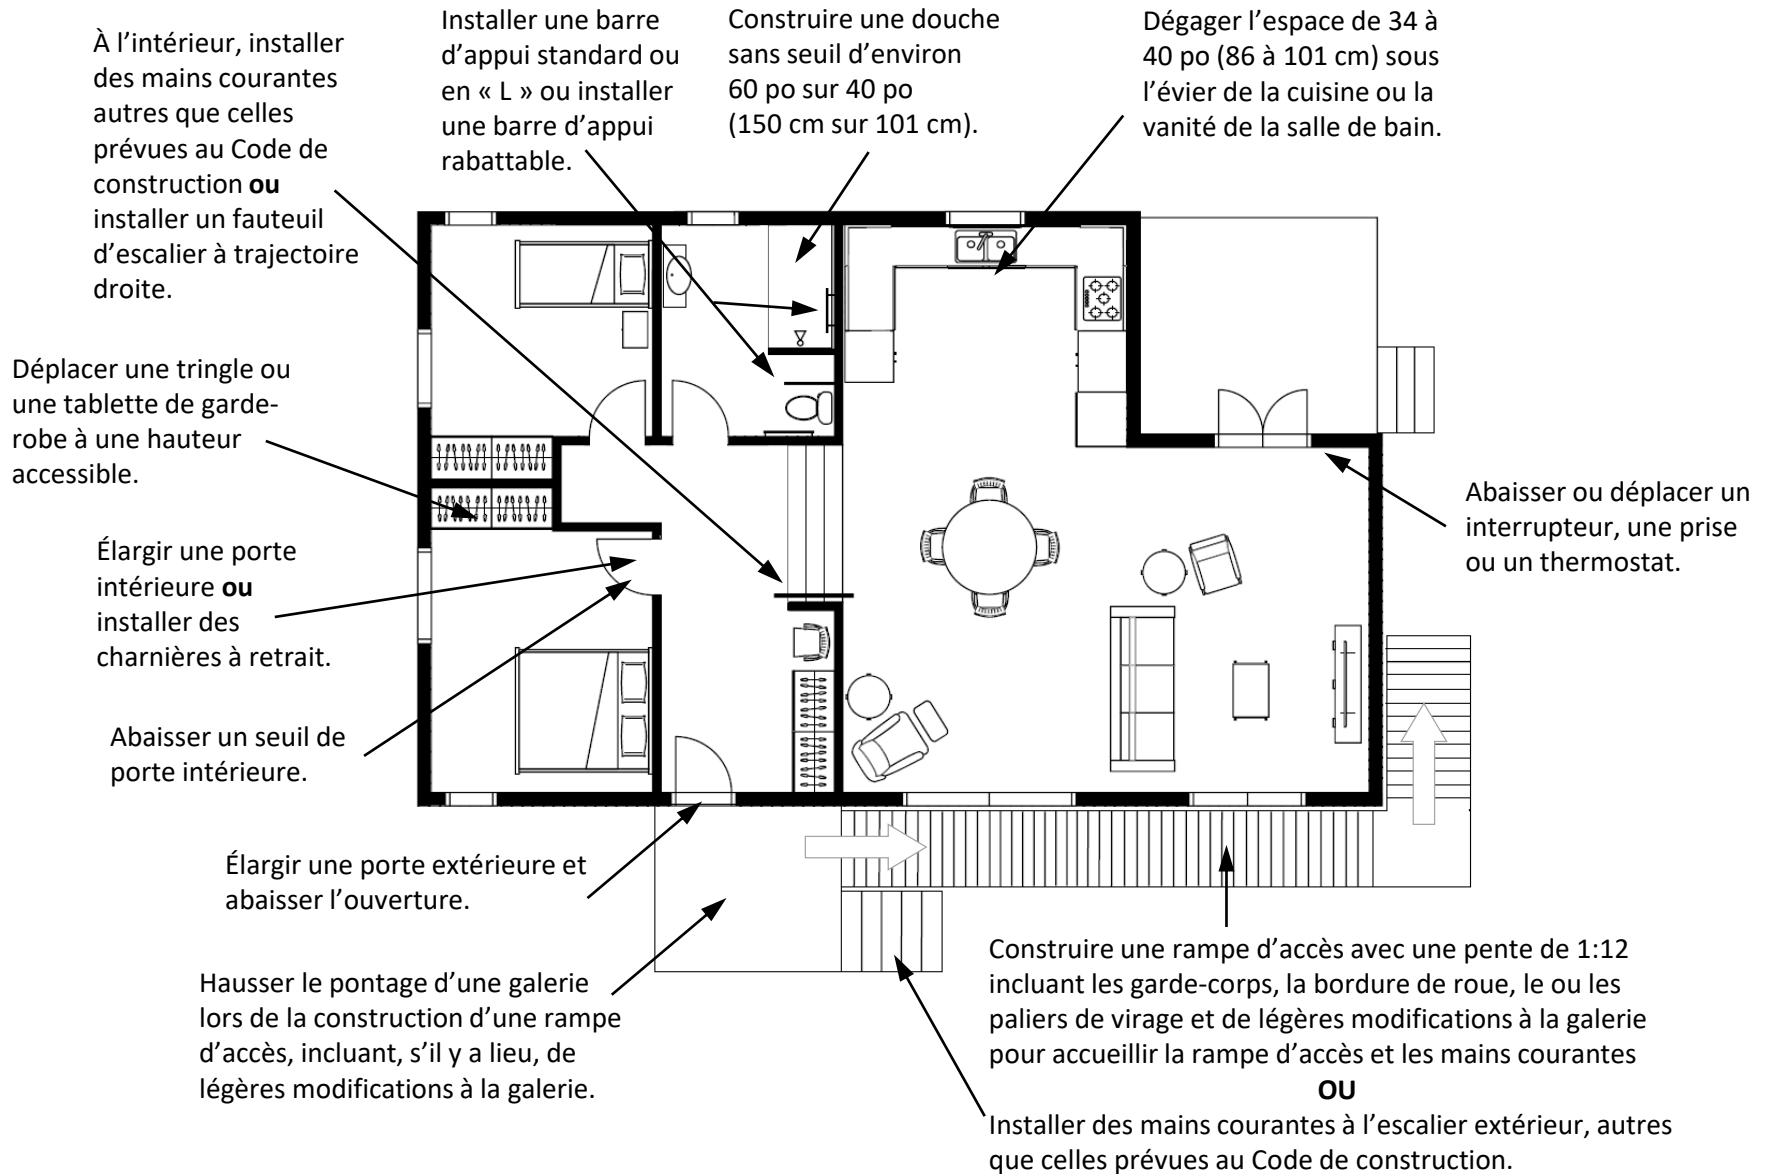 À l’intérieur, installer
des mains courantes
autres que celles
prévues au Code de
construction ou
installer un fauteuil
d’escalier à trajectoire
droite.
Installer une barre
d’appui standard ou
en « L » ou installer
une barre d’appui
rabattable.
Construire une douche
sans seuil d’environ
60 po sur 40 po
(150 cm sur 101 cm).
Dégager l’espace de 34 à
40 po (86 à 101 cm) sous
l’évier de la cuisine ou la
vanité de la salle de bain.
Déplacer une tringle ou
une tablette de garde-
robe à une hauteur
accessible.
Abaisser ou déplacer un
interrupteur, une prise
ou un thermostat.
Élargir une porte
intérieure ou
installer des
charnières à retrait.
Abaisser un seuil de
porte intérieure.
Élargir une porte extérieure et
abaisser l’ouverture.
Hausser le pontage d’une galerie
lors de la construction d’une rampe
d’accès, incluant, s’il y a lieu, de
légères modifications à la galerie.
Construire une rampe d’accès avec une pente de 1:12
incluant les garde-corps, la bordure de roue, le ou les
paliers de virage et de légères modifications à la galerie
pour accueillir la rampe d’accès et les mains courantes
OU
Installer des mains courantes à l’escalier extérieur, autres
que celles prévues au Code de construction.